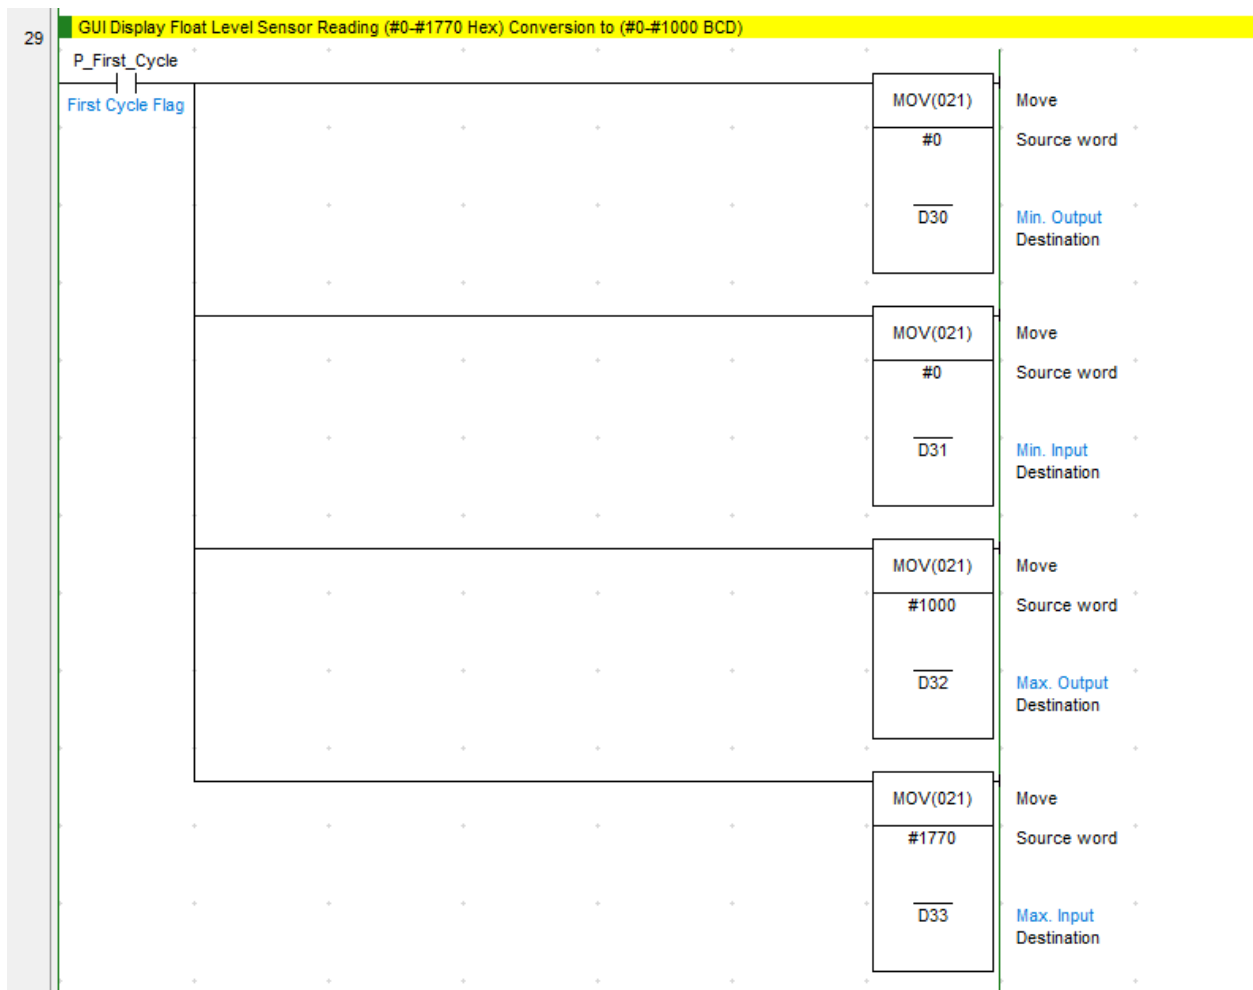 29
GUI Display Float Level Sensor Reading (#0-#1770 Hex) Conversion to (#0-#1000 BCD)
P_First_Cycle
First Cycle Flag
MOV(021)
Move
#0
Source word
D30
Min. Output
Destination
MOV(021)
Move
#0
Source word
D31
Min. Input
Destination
MOV(021)
Move
#1000
Source word
D32
Max. Output
Destination
MOV(021)
Move
#1770
Source word
D33
Max. Input
Destination